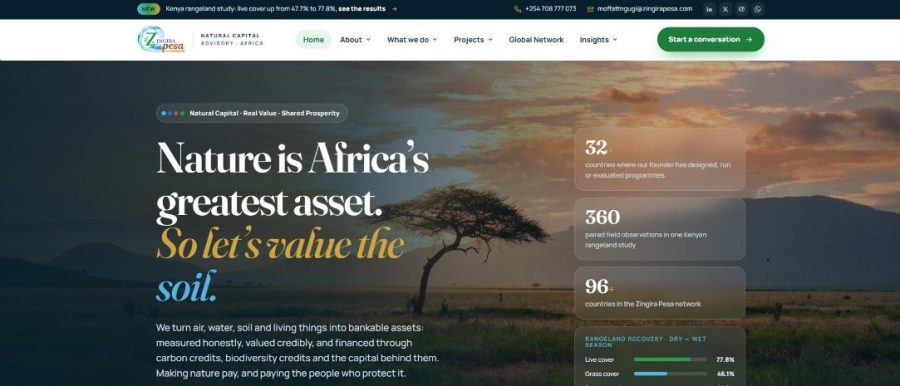 NEW Kenya rangeland study: live cover up from 47.7% to 77.8%, see the results → +254 708 777 073 moffattngugi@zingirapesa.com
ZINGIRA pesa NATURAL CAPITAL ADVISORY · AFRICA
Home About What we do Projects Global Network Insights Start a conversation →
Natural Capital · Real Value · Shared Prosperity
Nature is Africa's
greatest asset.
So let's value the
soil.
We turn air, water, soil and living things into bankable assets:
measured honestly, valued credibly, and financed through
carbon credits, biodiversity credits and the capital behind them.
Making nature pay, and paying the people who protect it.
32
countries where our founder has designed, run
or evaluated programmes
360
paired field observations in one Kenyan
rangeland study
96+
countries in the Zingira Pesa network
RANGELAND RECOVERY · DRY → WET
SEASON
Live cover 77.8%
Grass cover 46.1%